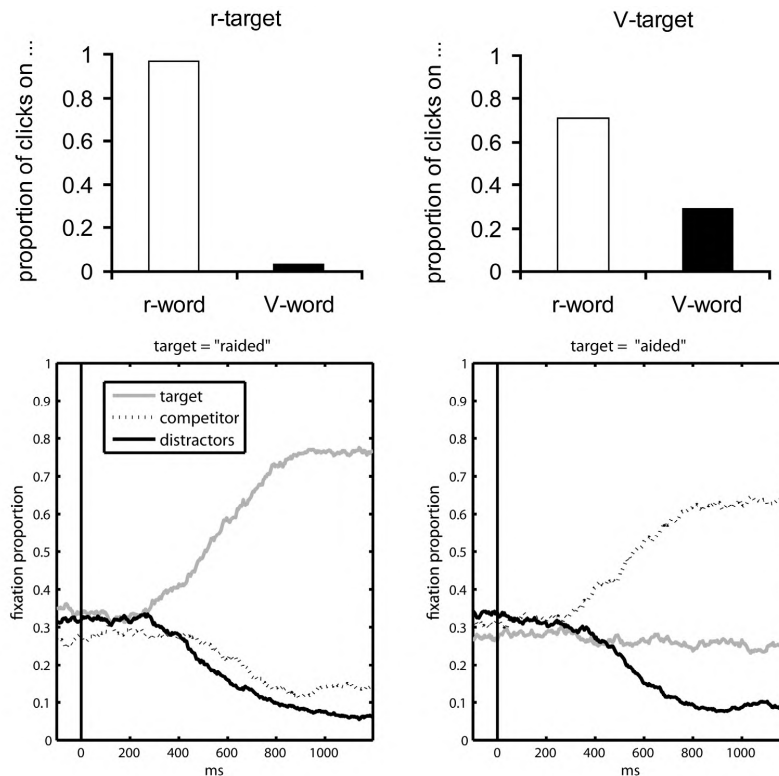 r-target
proportion of clicks on ...
1
0.8
0.6
0.4
0.2
0
r-word V-word
V-target
proportion of clicks on ...
1
0.8
0.6
0.4
0.2
0
r-word V-word
target = "raided"
fixation proportion
1
0.9
0.8
0.7
0.6
0.5
0.4
0.3
0.2
0.1
0
target
competitor
distractors
0 200 400 600 800 1000
ms
target = "aided"
fixation proportion
1
0.9
0.8
0.7
0.6
0.5
0.4
0.3
0.2
0.1
0
0 200 400 600 800 1000
ms